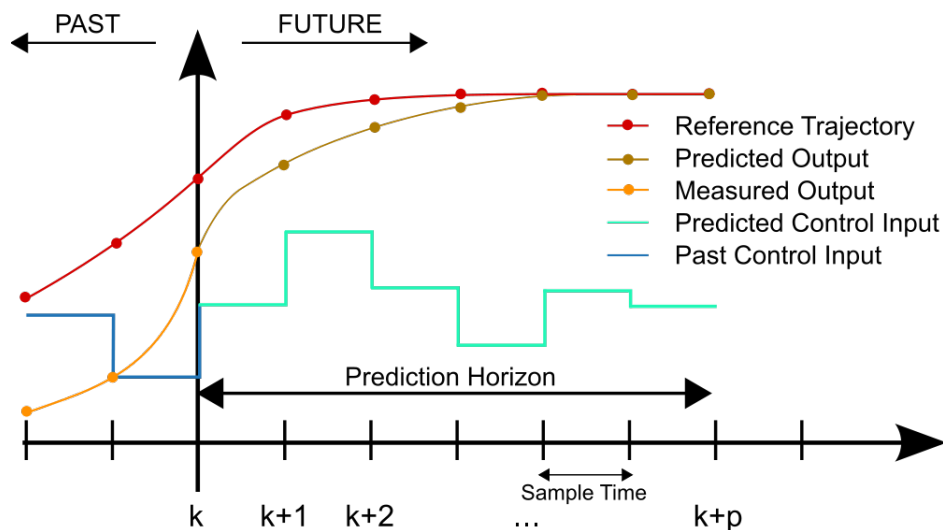 PAST
FUTURE
Reference Trajectory
Predicted Output
Measured Output
Predicted Control Input
Past Control Input
Prediction Horizon
Sample Time
k
k+1
k+2
...
k+p